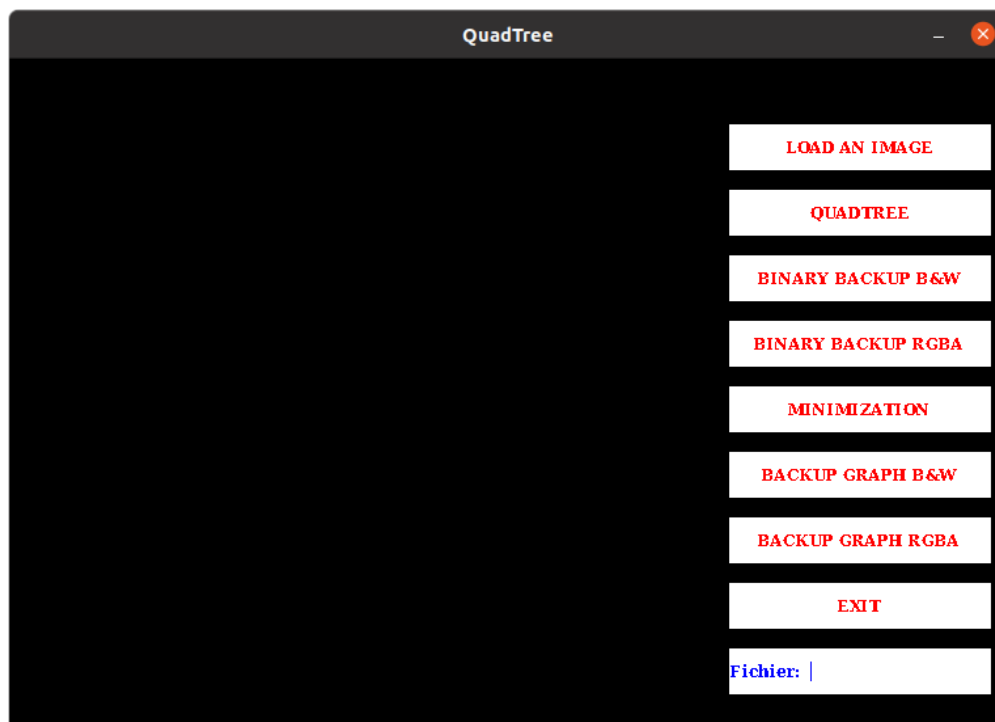 QuadTree
LOAD AN IMAGE
QUADTREE
BINARY BACKUP B&W
BINARY BACKUP RGBA
MINIMIZATION
BACKUP GRAPH B&W
BACKUP GRAPH RGBA
EXIT
Fichier: